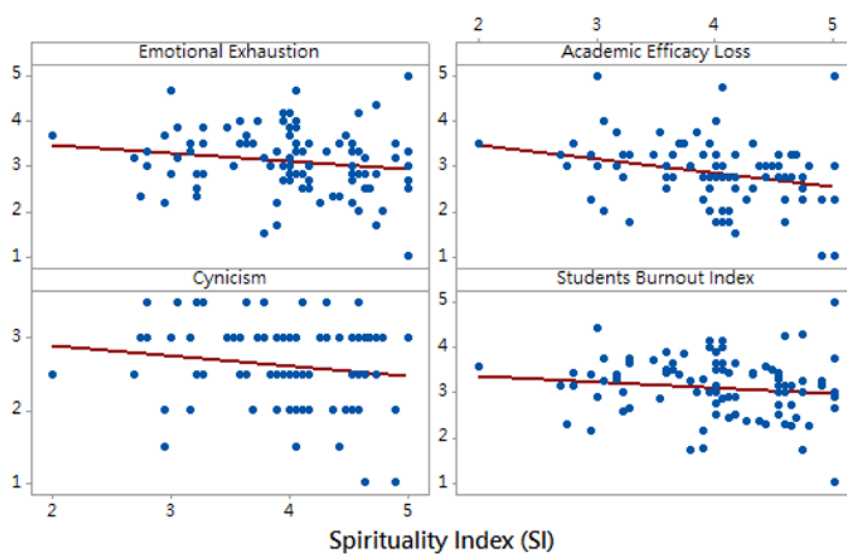 2 3 4 5
Emotional Exhaustion Academic Efficacy Loss
5 5
4 4
3 3
2 2
1 1
Cynicism Students Burnout Index
5
4
3 3
2 2
1 1
2 3 4 5
Spirituality Index (SI)